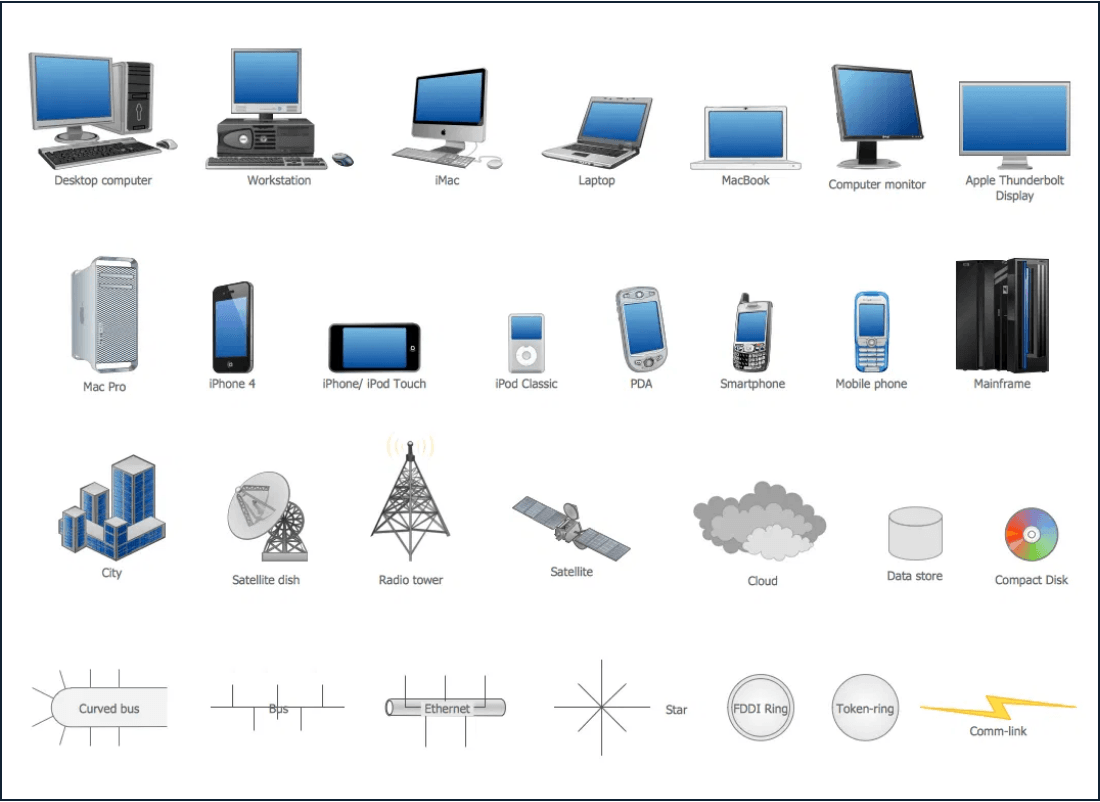 Desktop computer
Workstation
iMac
Laptop
MacBook
Computer monitor
Apple Thunderbolt
Display
Mac Pro
iPhone 4
iPhone/ iPod Touch
iPod Classic
PDA
Smartphone
Mobile phone
Mainframe
City
Satellite dish
Radio tower
Satellite
Cloud
Data store
Compact Disk
Curved bus
Bus
Ethernet
Star
FDDI Ring
Token-ring
Comm-link